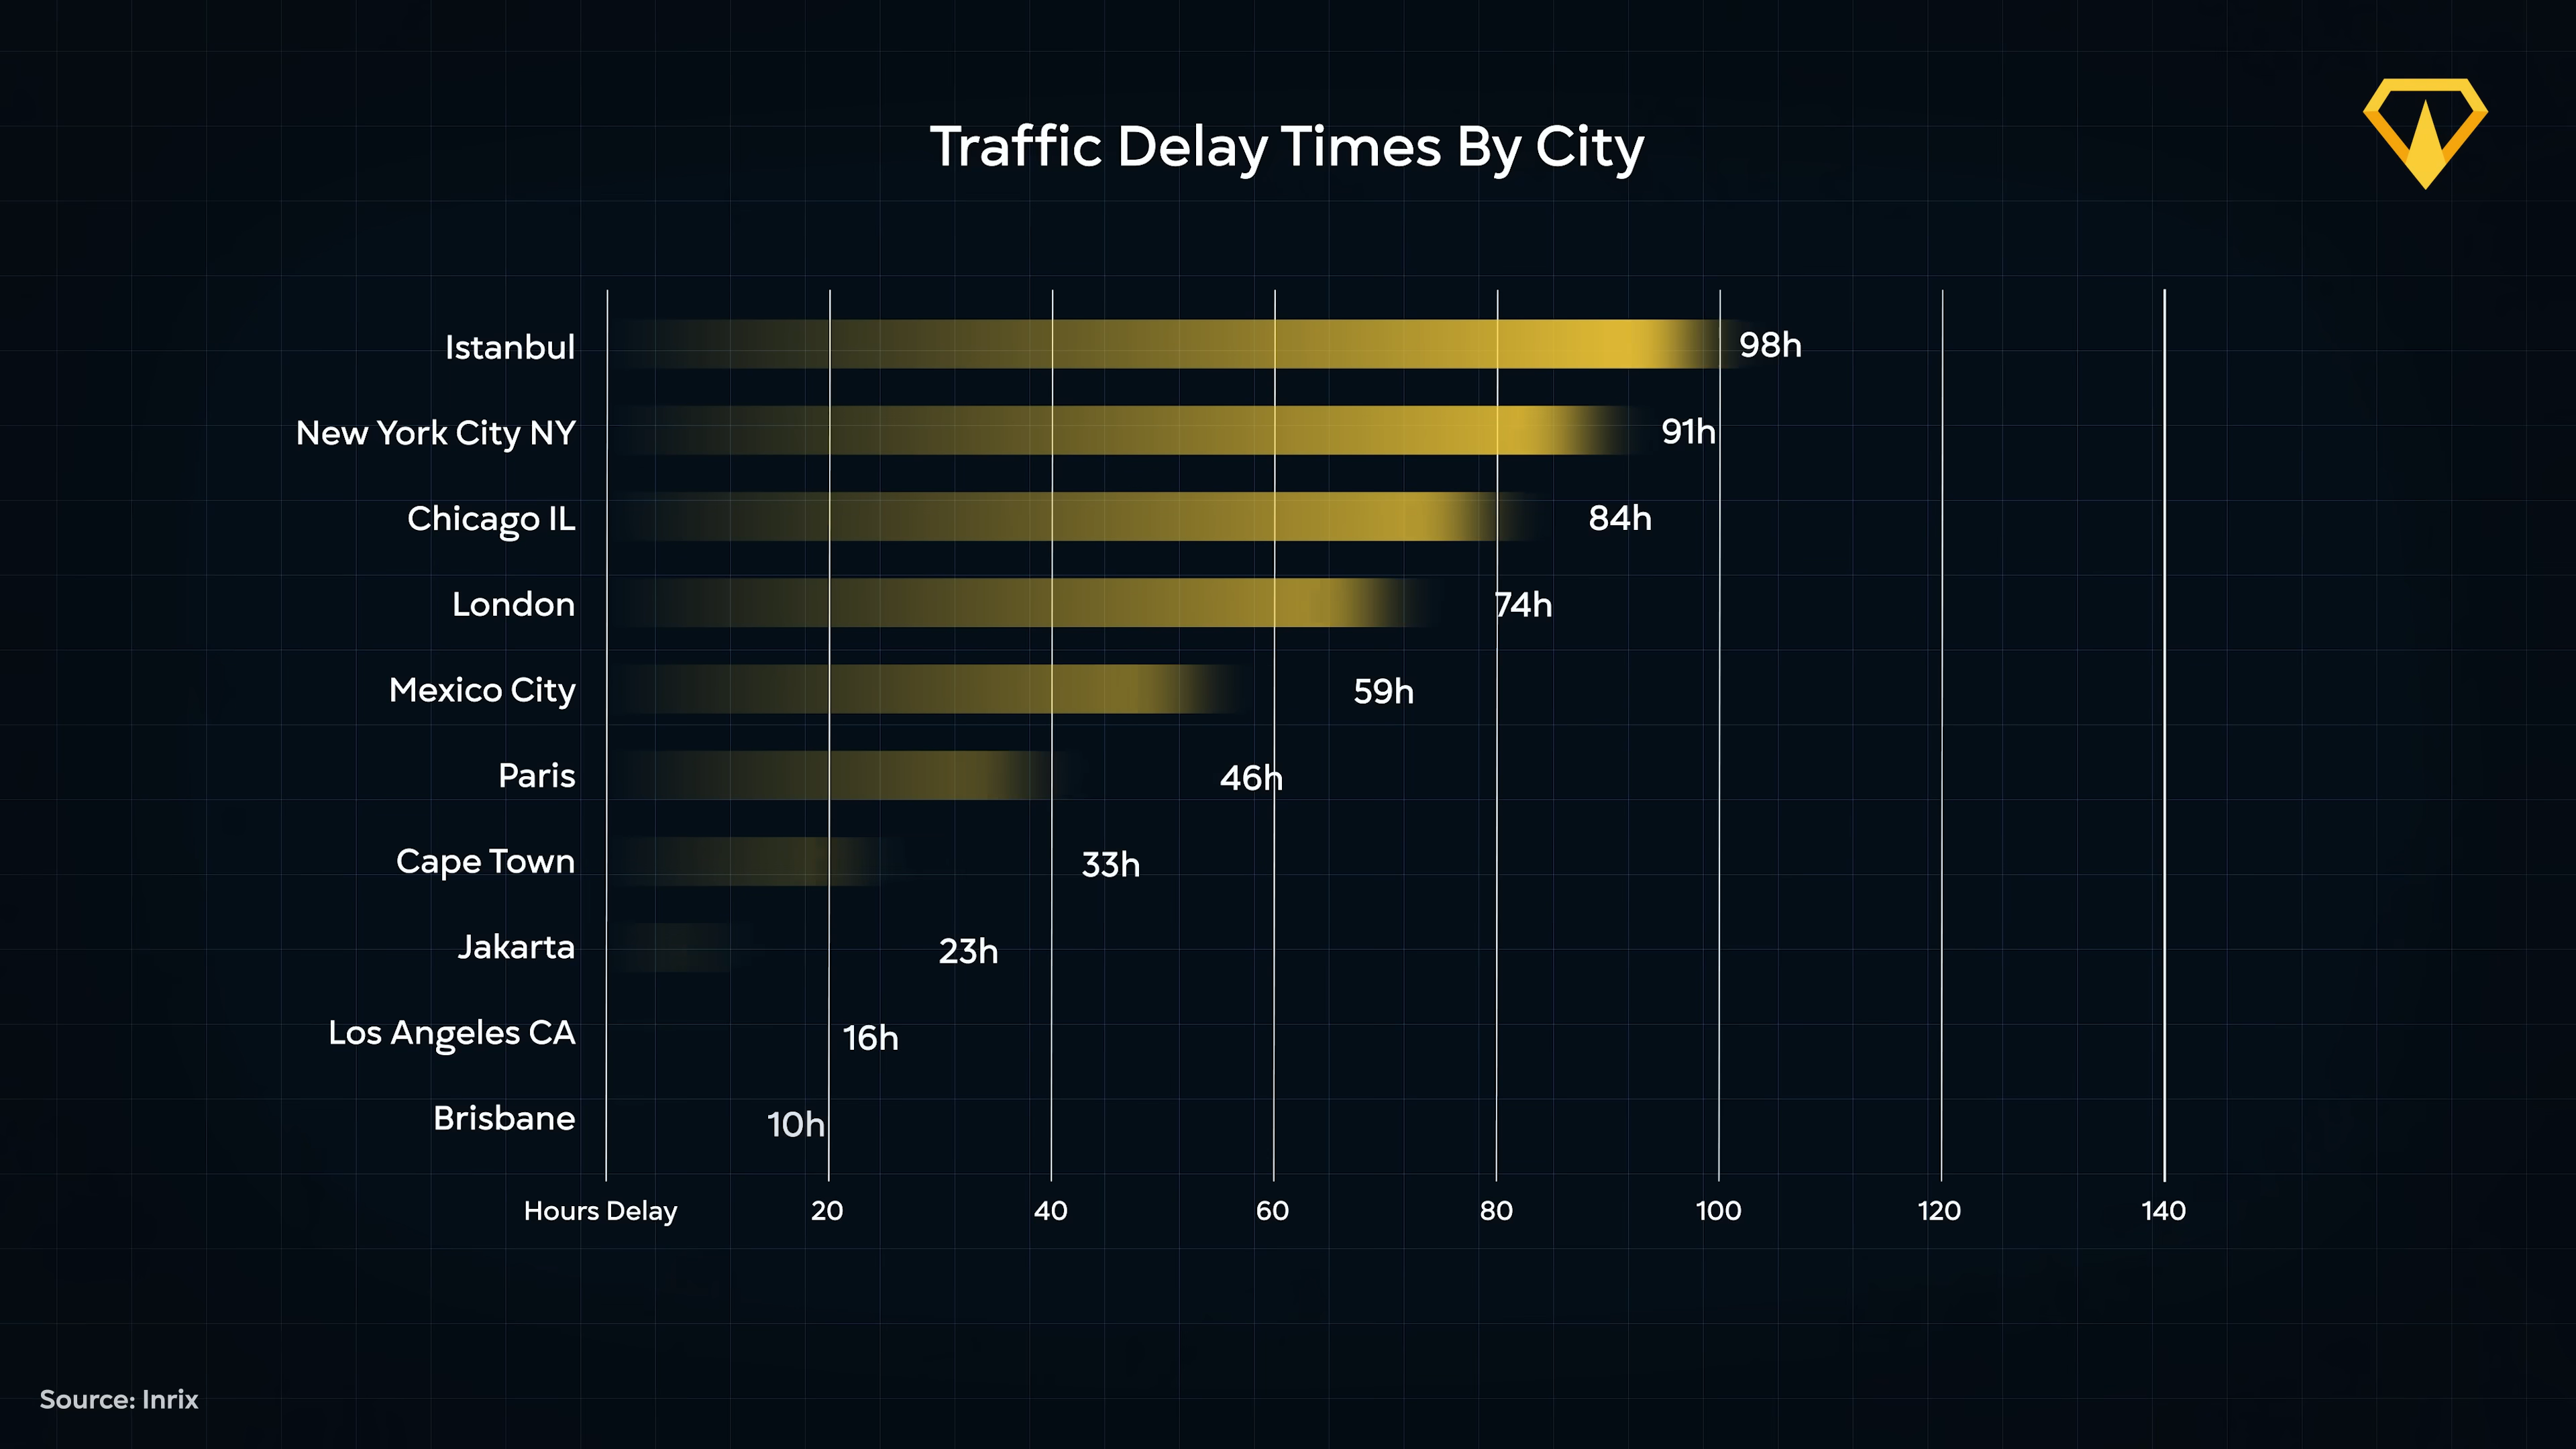 Traffic Delay Times By City
Istanbul 98h
New York City NY 91h
Chicago IL 84h
London 74h
Mexico City 59h
Paris 46h
Cape Town 33h
Jakarta 23h
Los Angeles CA 16h
Brisbane 10h
Hours Delay 20 40 60 80 100 120 140
Source: Inrix